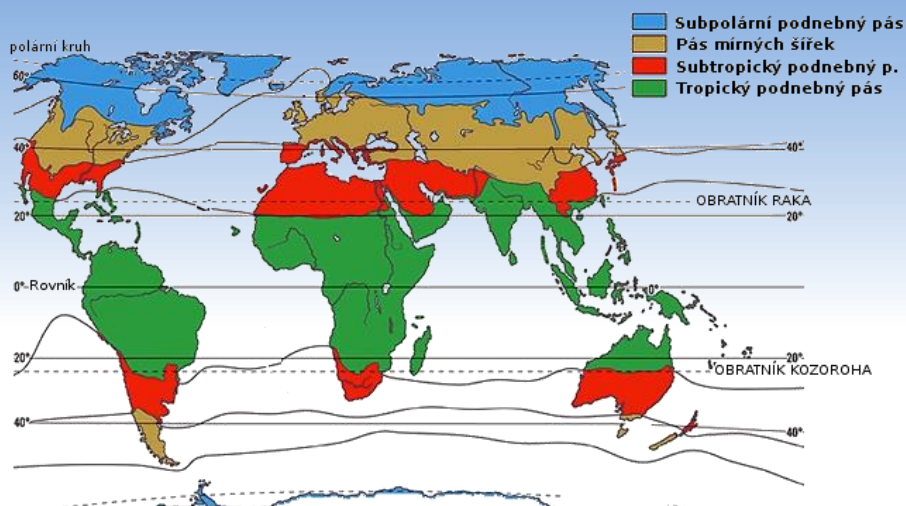 Subpolární podnebný pás
Pás mírných šířek
Subtropický podnebný p.
Tropický podnebný pás
polární kruh
60°
40°
40°
OBRATNÍK RAKA
20°
20°
0°
Rovník
0°
20°
20°
OBRATNÍK KOZOROHA
40°
40°